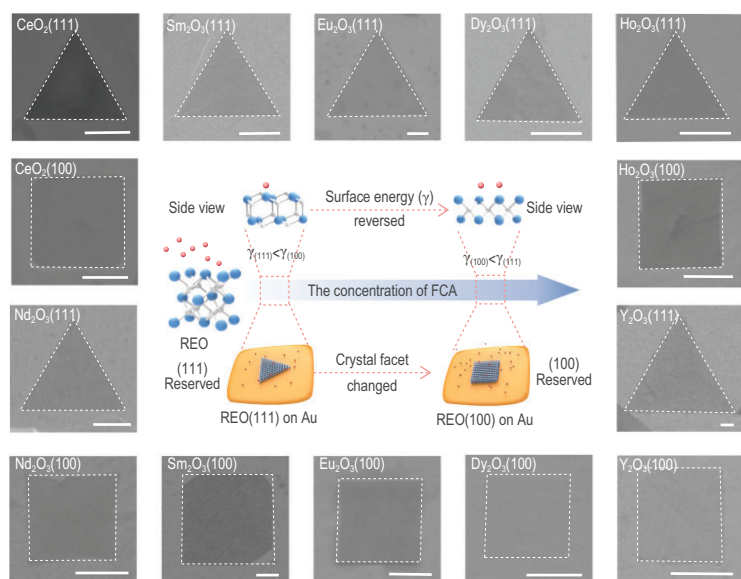 CeO₂(111)
Sm₂O₃(111)
Eu₂O₃(111)
Dy₂O₃(111)
Ho₂O₃(111)
CeO₂(100)
Ho₂O₃(100)
Side view
Surface energy (γ)
reversed
Side view
γ(111)<γ(100)
γ(100)<γ(111)
The concentration of FCA
REO
Nd₂O₃(111)
Y₂O₃(111)
(111)
Reserved
Crystal facet
changed
(100)
Reserved
REO(111) on Au
REO(100) on Au
Nd₂O₃(100)
Sm₂O₃(100)
Eu₂O₃(100)
Dy₂O₃(100)
Y₂O₃(100)